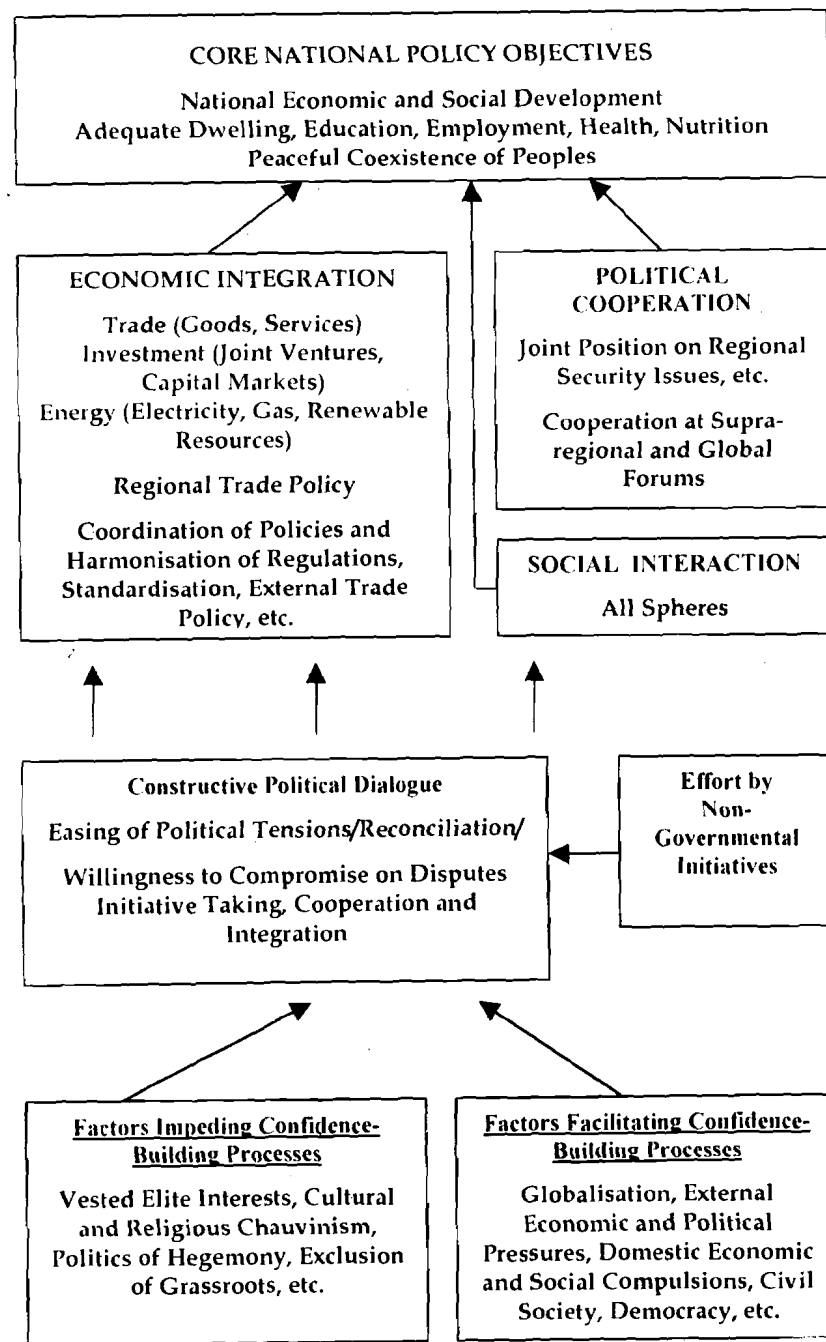 CORE NATIONAL POLICY OBJECTIVES
National Economic and Social Development
Adequate Dwelling, Education, Employment, Health, Nutrition
Peaceful Coexistence of Peoples
ECONOMIC INTEGRATION
Trade (Goods, Services)
Investment (Joint Ventures,
Capital Markets)
Energy (Electricity, Gas, Renewable
Resources)
Regional Trade Policy
Coordination of Policies and
Harmonisation of Regulations,
Standardisation, External Trade
Policy, etc.
POLITICAL
COOPERATION
Joint Position on Regional
Security Issues, etc.
Cooperation at Supra-
regional and Global
Forums
SOCIAL INTERACTION
All Spheres
Constructive Political Dialogue
Easing of Political Tensions/Reconciliation/
Willingness to Compromise on Disputes
Initiative Taking, Cooperation and
Integration
Effort by
Non-
Governmental
Initiatives
Factors Impeding Confidence-
Building Processes
Vested Elite Interests, Cultural
and Religious Chauvinism,
Politics of Hegemony, Exclusion
of Grassroots, etc.
Factors Facilitating Confidence-
Building Processes
Globalisation, External
Economic and Political
Pressures, Domestic Economic
and Social Compulsions, Civil
Society, Democracy, etc.